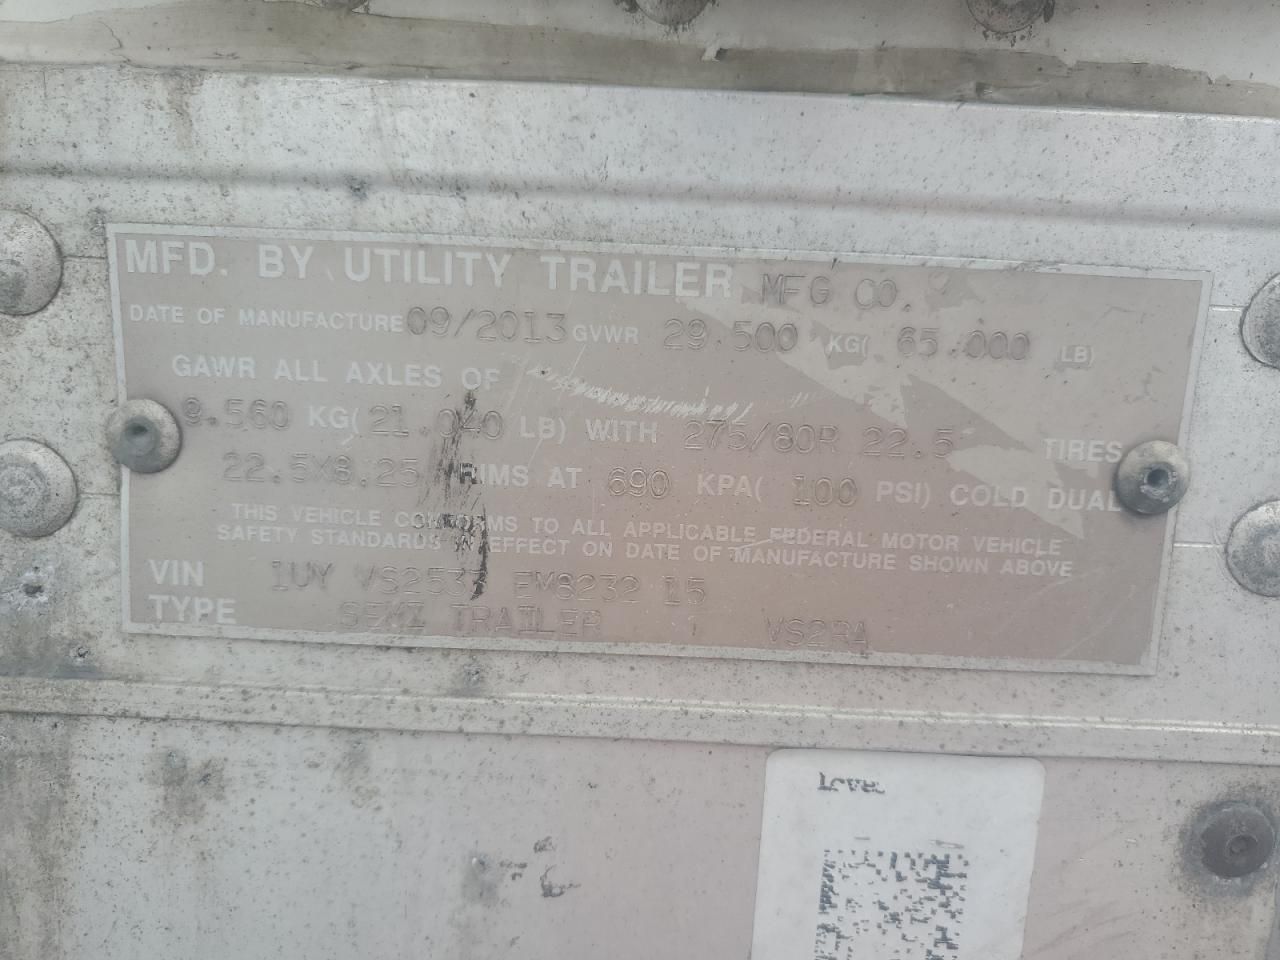 MFD. BY UTILITY TRAILER MFG CO.
DATE OF MANUFACTURE 09/2013 GVWR 29.500 KG( 65.000 LB)
GAWR ALL AXLES OF
9.560 KG( 21.040 LB) WITH 275/80R 22.5 TIRES
22.5X8.25 RIMS AT 690 KPA( 100 PSI) COLD DUAL
THIS VEHICLE CONFORMS TO ALL APPLICABLE FEDERAL MOTOR VEHICLE
SAFETY STANDARDS IN EFFECT ON DATE OF MANUFACTURE SHOWN ABOVE
VIN 1UY EM8232 15
TYPE SEMI TRAILER VS2RA